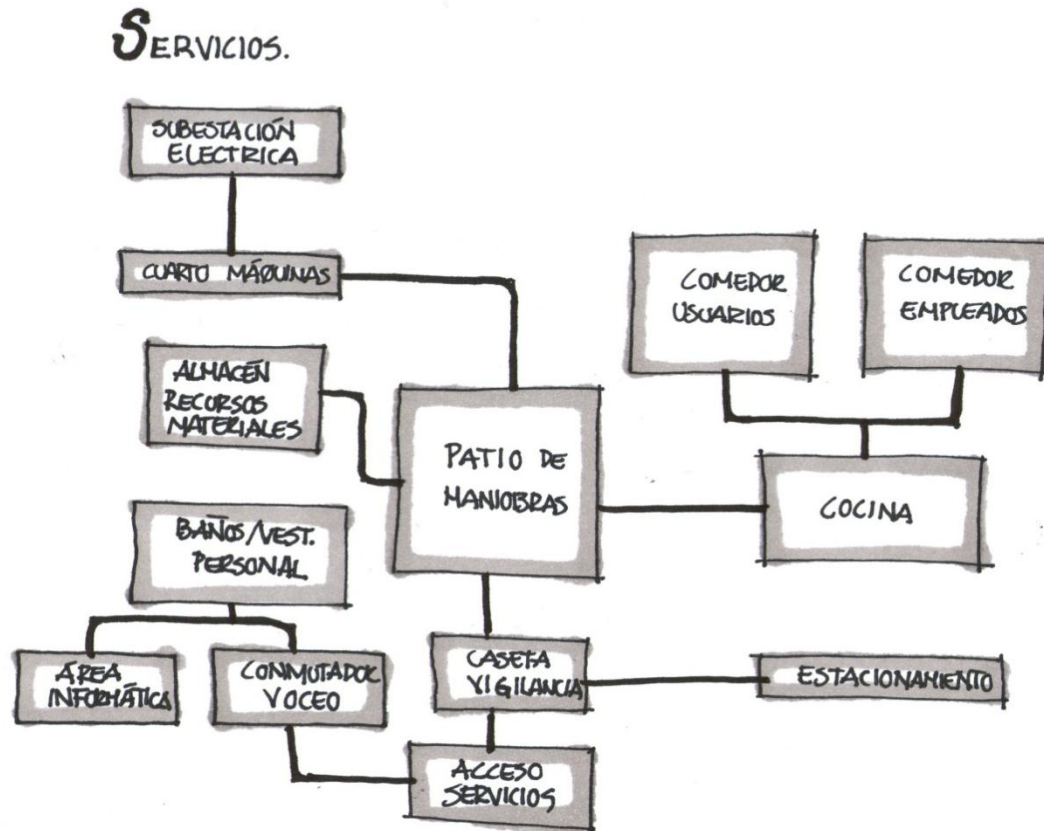 SERVICIOS.
SUBESTACIÓN
ELECTRICA
CUARTO MÁQUINAS
COMEDOR
USUARIOS
COMEDOR
EMPLEADOS
ALMACÉN
RECURSOS
MATERIALES
PATIO DE
MANIOBRAS
COCINA
BAÑOS/VEST.
PERSONAL
ÁREA
INFORMÁTICA
CONMUTADOR
VOCEO
CASETA
VIGILANCIA
ESTACIONAMIENTO
ACCESO
SERVICIOS